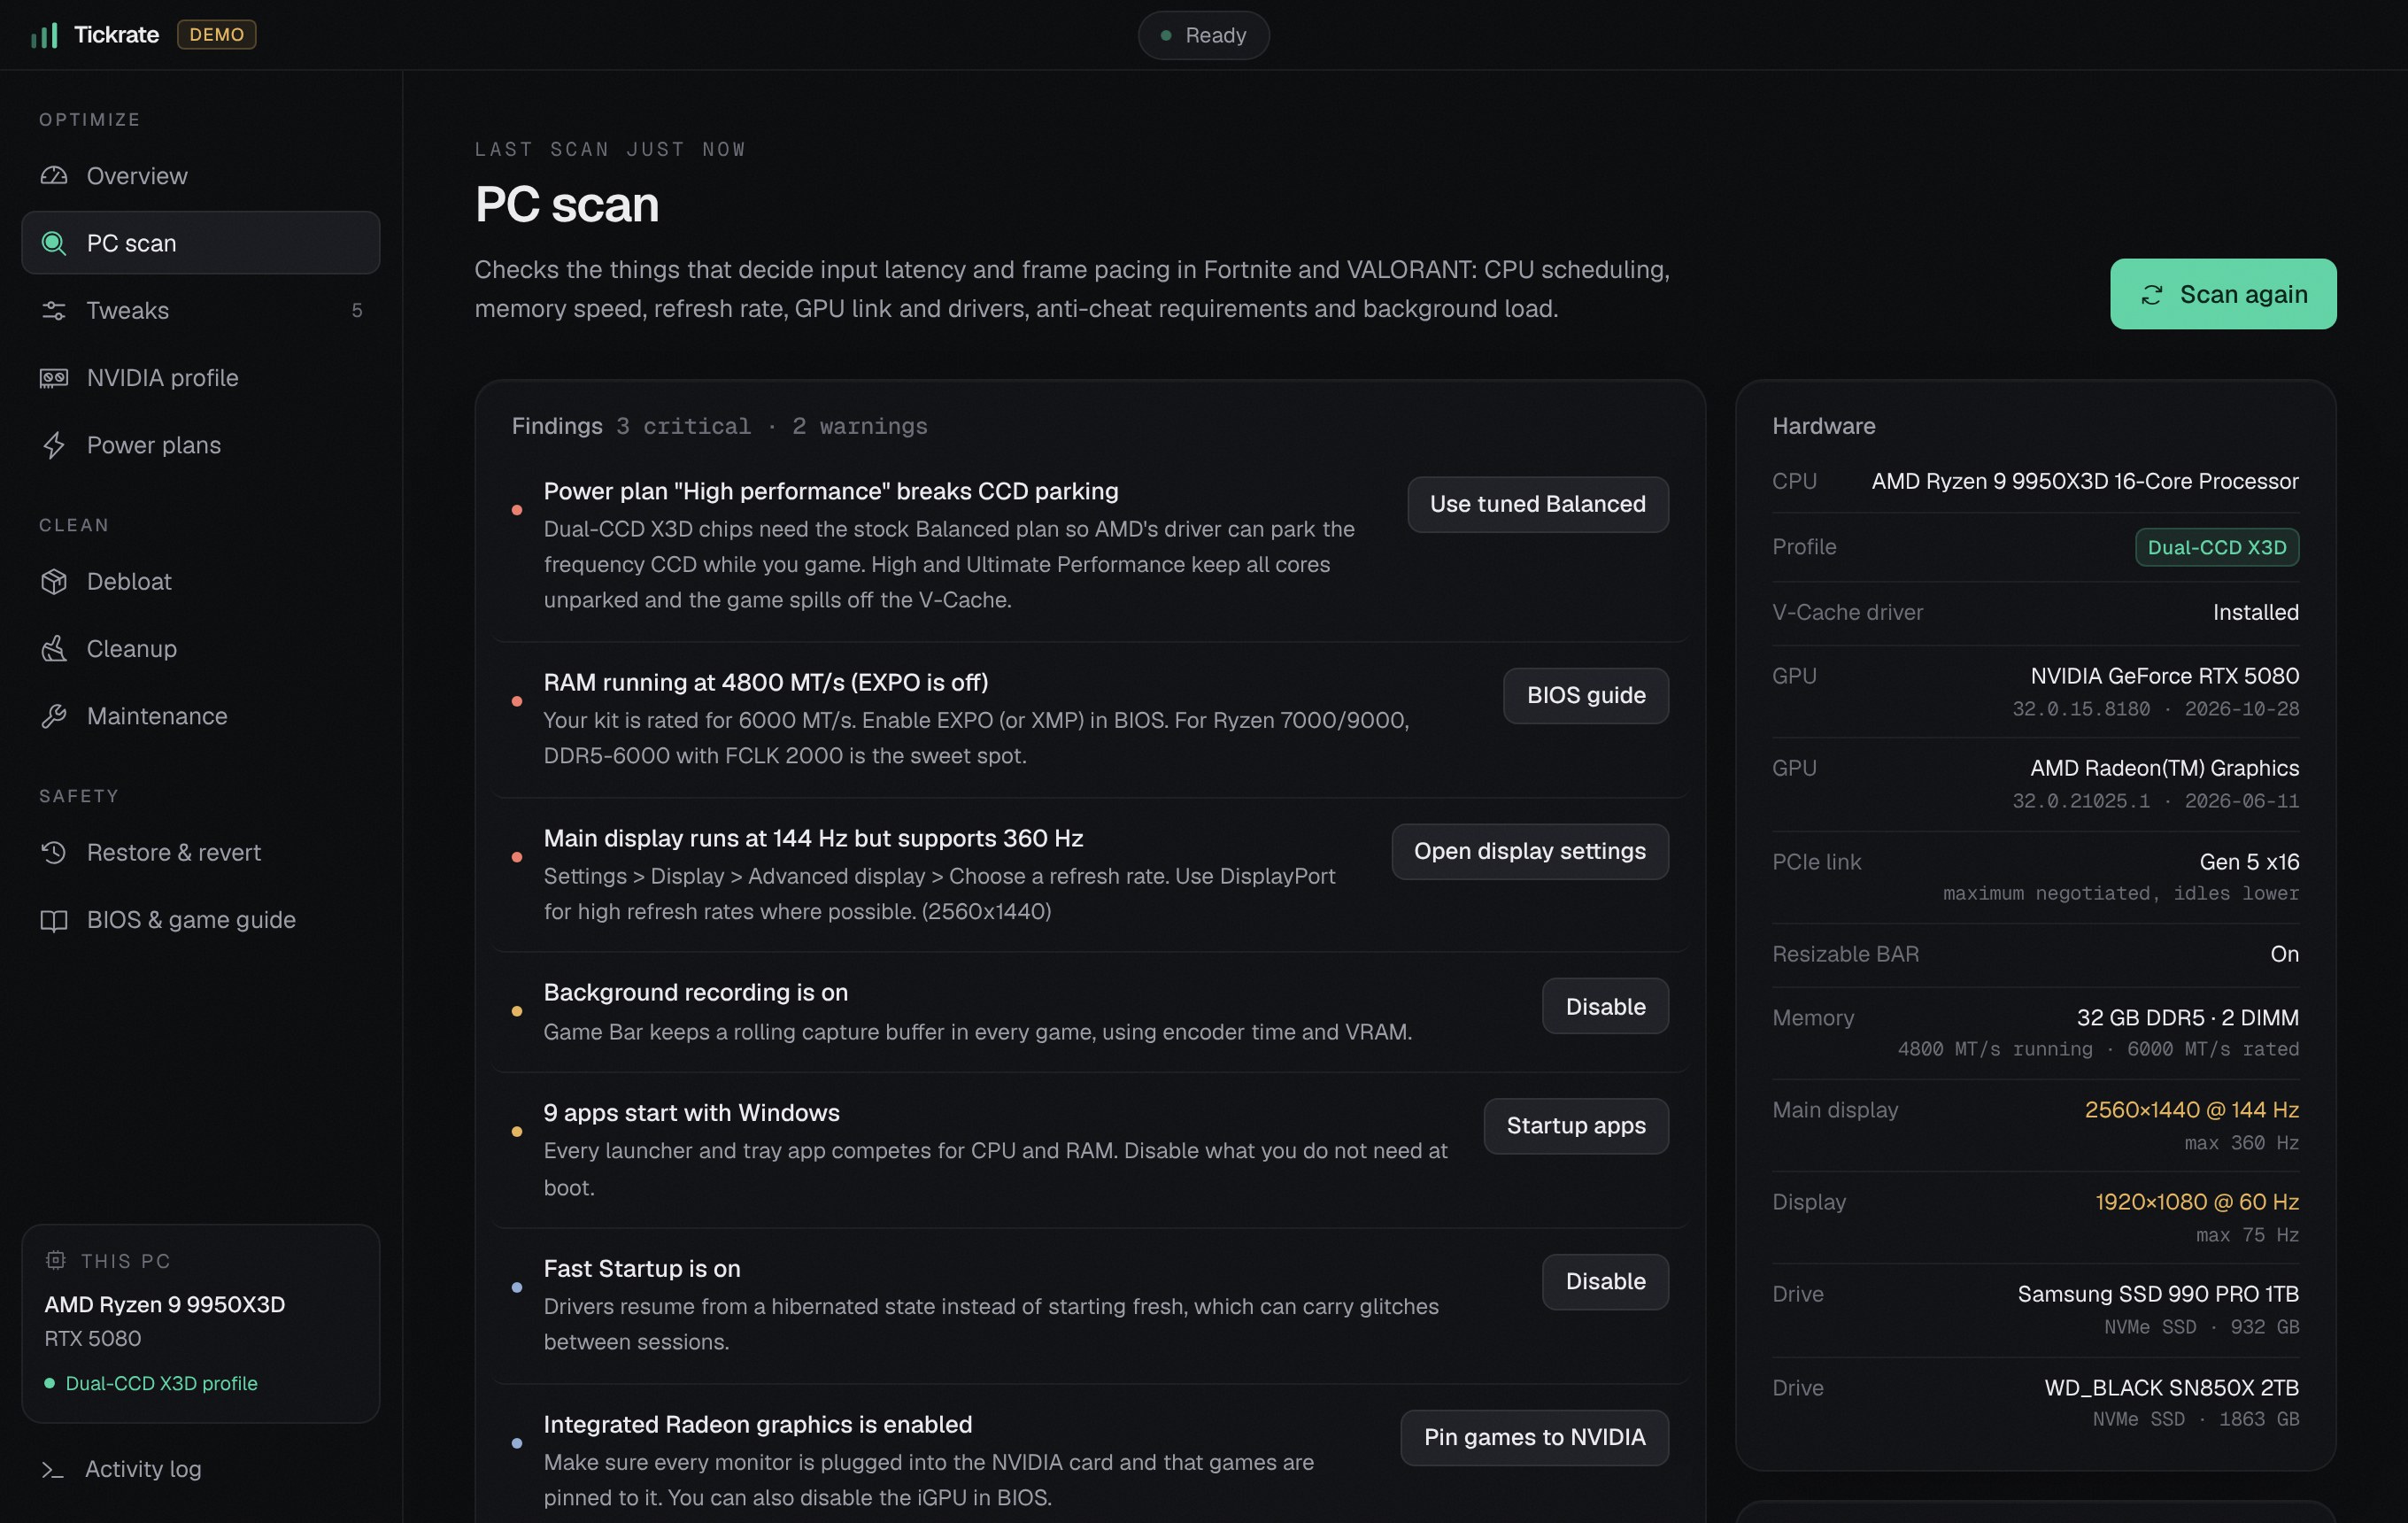 Tickrate DEMO
Ready
OPTIMIZE
Overview
PC scan
Tweaks 5
NVIDIA profile
Power plans
CLEAN
Debloat
Cleanup
Maintenance
SAFETY
Restore & revert
BIOS & game guide
THIS PC
AMD Ryzen 9 9950X3D
RTX 5080
Dual-CCD X3D profile
Activity log
LAST SCAN JUST NOW
PC scan
Checks the things that decide input latency and frame pacing in Fortnite and VALORANT: CPU scheduling,
memory speed, refresh rate, GPU link and drivers, anti-cheat requirements and background load.
Scan again
Findings 3 critical · 2 warnings
Power plan "High performance" breaks CCD parking
Dual-CCD X3D chips need the stock Balanced plan so AMD's driver can park the
frequency CCD while you game. High and Ultimate Performance keep all cores
unparked and the game spills off the V-Cache.
Use tuned Balanced
RAM running at 4800 MT/s (EXPO is off)
Your kit is rated for 6000 MT/s. Enable EXPO (or XMP) in BIOS. For Ryzen 7000/9000,
DDR5-6000 with FCLK 2000 is the sweet spot.
BIOS guide
Main display runs at 144 Hz but supports 360 Hz
Settings > Display > Advanced display > Choose a refresh rate. Use DisplayPort
for high refresh rates where possible. (2560x1440)
Open display settings
Background recording is on
Game Bar keeps a rolling capture buffer in every game, using encoder time and VRAM.
Disable
9 apps start with Windows
Every launcher and tray app competes for CPU and RAM. Disable what you do not need at
boot.
Startup apps
Fast Startup is on
Drivers resume from a hibernated state instead of starting fresh, which can carry glitches
between sessions.
Disable
Integrated Radeon graphics is enabled
Make sure every monitor is plugged into the NVIDIA card and that games are
pinned to it. You can also disable the iGPU in BIOS.
Pin games to NVIDIA
Hardware
CPU AMD Ryzen 9 9950X3D 16-Core Processor
Profile Dual-CCD X3D
V-Cache driver Installed
GPU NVIDIA GeForce RTX 5080
32.0.15.8180 · 2026-10-28
GPU AMD Radeon(TM) Graphics
32.0.21025.1 · 2026-06-11
PCIe link Gen 5 x16
maximum negotiated, idles lower
Resizable BAR On
Memory 32 GB DDR5 · 2 DIMM
4800 MT/s running · 6000 MT/s rated
Main display 2560×1440 @ 144 Hz
max 360 Hz
Display 1920×1080 @ 60 Hz
max 75 Hz
Drive Samsung SSD 990 PRO 1TB
NVMe SSD · 932 GB
Drive WD_BLACK SN850X 2TB
NVMe SSD · 1863 GB